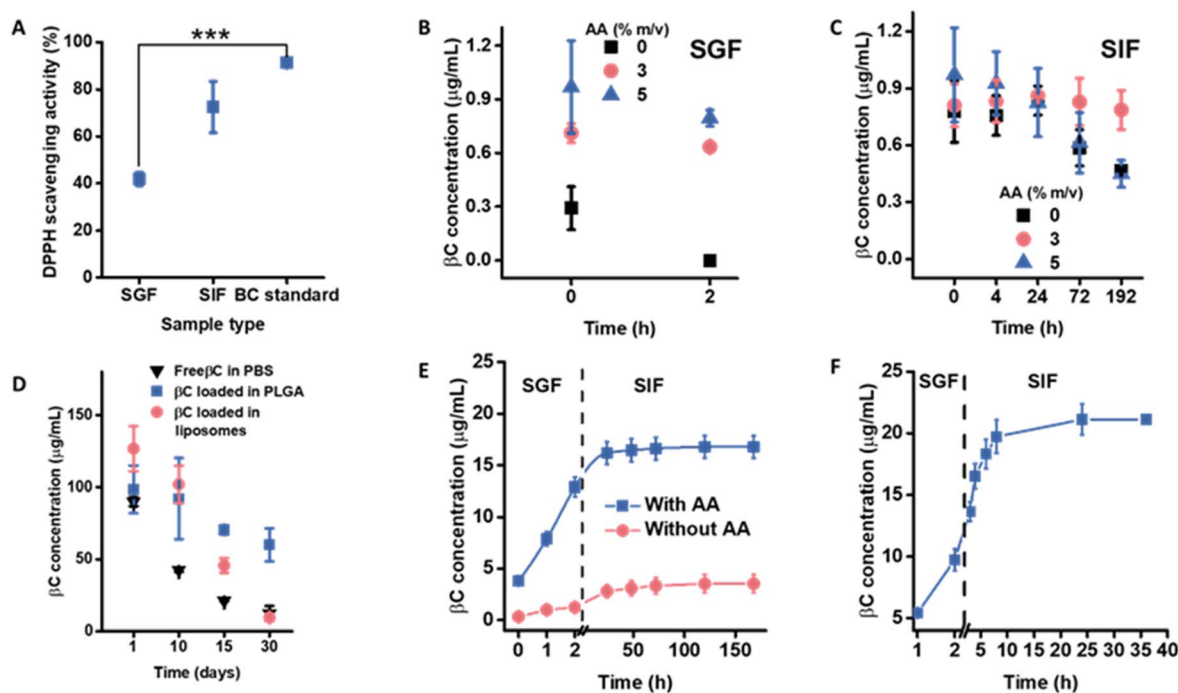 A
***
DPPH scavenging activity (%)
100
80
60
40
20
0
SGF SIF BC standard
Sample type
B
AA (% m/v)
0
3
5
SGF
βC concentration (µg/mL)
1.2
0.9
0.6
0.3
0.0
0 2
Time (h)
C
SIF
βC concentration (µg/mL)
1.2
0.9
0.6
0.3
0.0
AA (% m/v)
0
3
5
0 4 24 72 192
Time (h)
D
FreeβC in PBS
βC loaded in PLGA
βC loaded in
liposomes
βC concentration (µg/mL)
150
100
50
0
1 10 15 30
Time (days)
E
SGF SIF
βC concentration (µg/mL)
25
20
15
10
5
0
With AA
Without AA
0 1 2 50 100 150
Time (h)
F
SGF SIF
βC concentration (µg/mL)
25
20
15
10
5
1 2 5 10 15 20 25 30 35 40
Time (h)